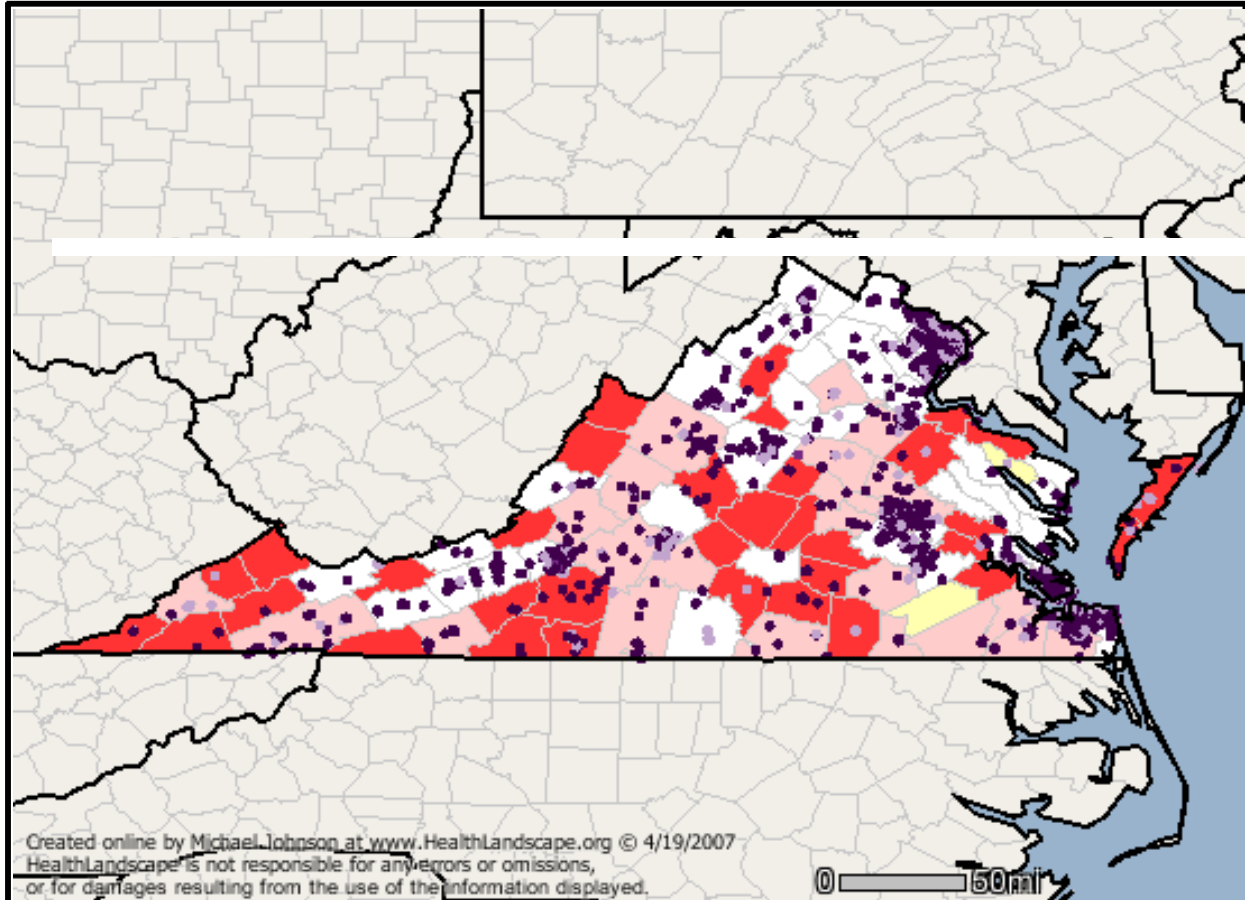 Created online by Michael Johnson at www.HealthLandscape.org © 4/19/2007
HealthLandscape is not responsible for any errors or omissions,
or for damages resulting from the use of the information displayed.
0 50mi